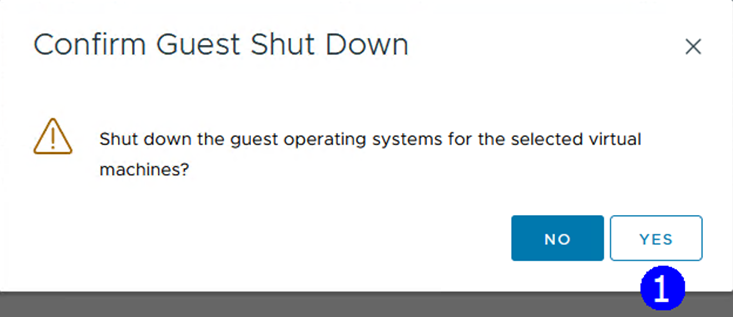 Confirm Guest Shut Down
Shut down the guest operating systems for the selected virtual
machines?
NO
YES
1